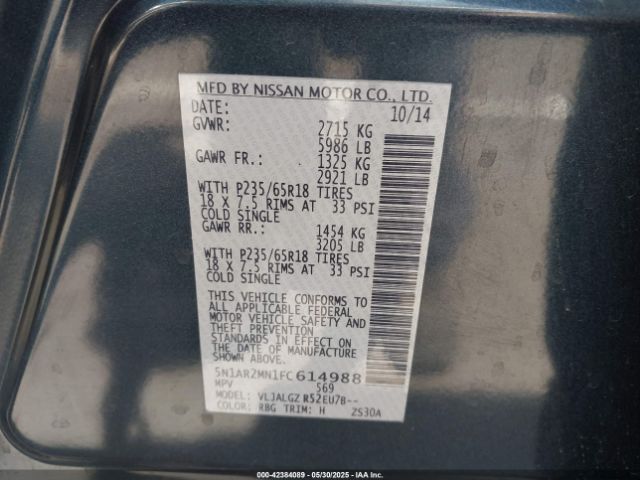 MFD BY NISSAN MOTOR CO., LTD.
DATE: 10/14
GVWR: 2715 KG
5986 LB
GAWR FR.: 1325 KG
2921 LB
WITH P235/65R18 TIRES
18 X 7.5 RIMS AT 33 PSI
COLD SINGLE
GAWR RR.: 1454 KG
3205 LB
WITH P235/65R18 TIRES
18 X 7.5 RIMS AT 33 PSI
COLD SINGLE
THIS VEHICLE CONFORMS TO
ALL APPLICABLE FEDERAL
MOTOR VEHICLE SAFETY AND
THEFT PREVENTION
STANDARDS IN EFFECT ON
THE DATE OF MANUFACTURE
SHOWN ABOVE.
5N1AR2MN1FC614988
MPV 569
MODEL: VLJALGZ R52EU7B--
COLOR: RBG TRIM: H 2S30A
000-42384089 - 05/30/2025 - IAA Inc.